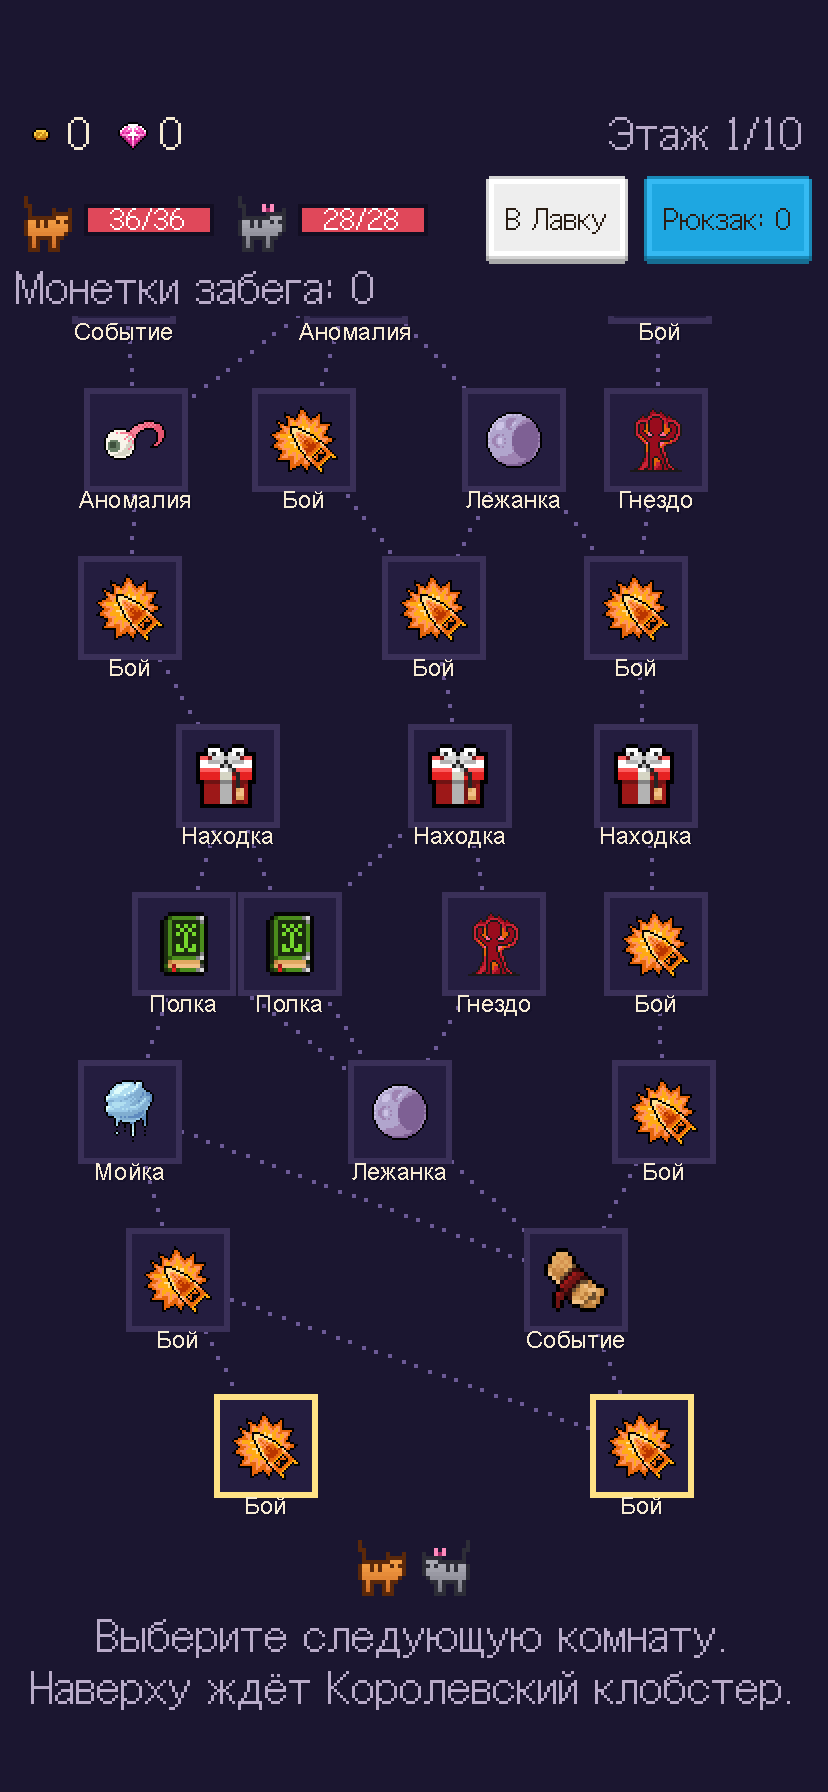 0 0 Этаж 1/10
36/36 28/28 В Лавку Рюкзак: 0
Монетки забега: 0
Событие Аномалия Бой
Аномалия Бой Лежанка Гнездо
Бой Бой Бой
Находка Находка Находка
Полка Полка Гнездо Бой
Мойка Лежанка Бой
Бой Событие
Бой Бой
Выберите следующую комнату.
Наверху ждёт Королевский клобстер.